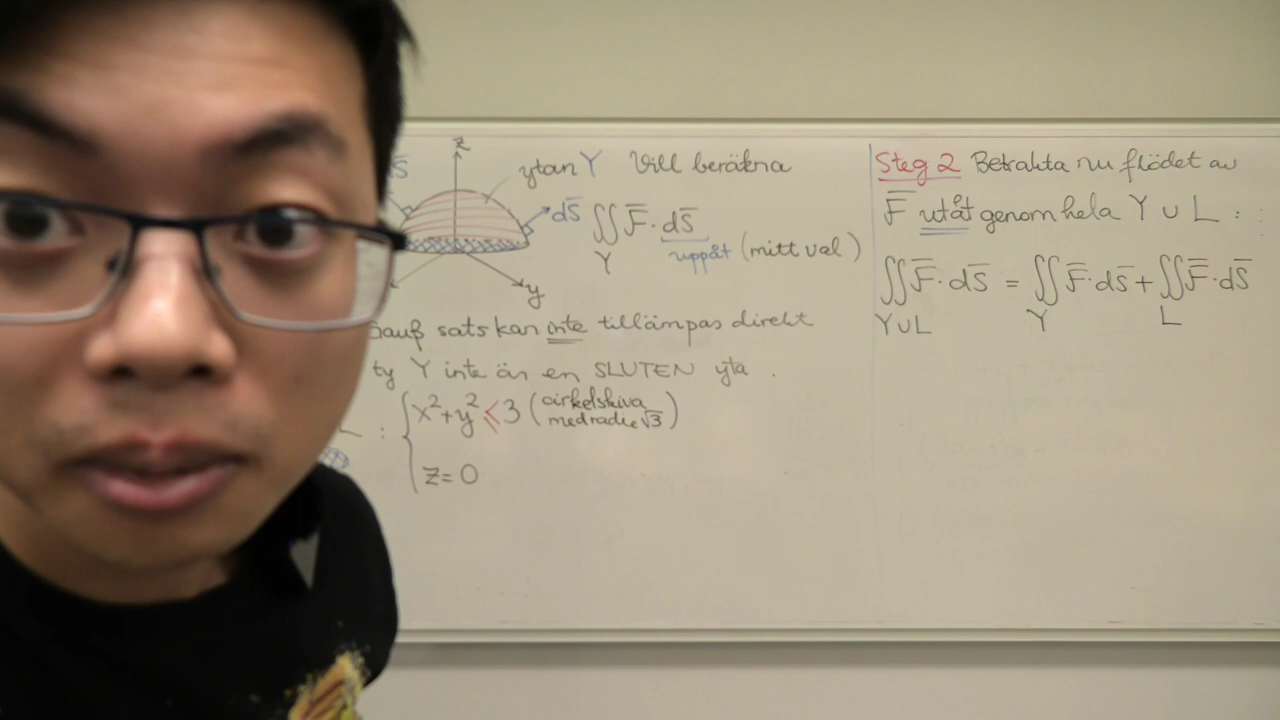 z
ytan Y Vill beräkna
dS̅
dS̅
∬ F̅ · dS̅
Y
uppåt (mitt val)
y
Gauß sats kan inte tillämpas direkt
ty Y inte är en SLUTEN yta.
L : { x²+y² ≤ 3 (cirkelskiva
med radie √3)
z = 0
Steg 2 Betrakta nu flödet av
F̅ utåt genom hela Y ∪ L :
∬ F̅ · dS̅ = ∬ F̅ · dS̅ + ∬ F̅ · dS̅
Y∪L Y L